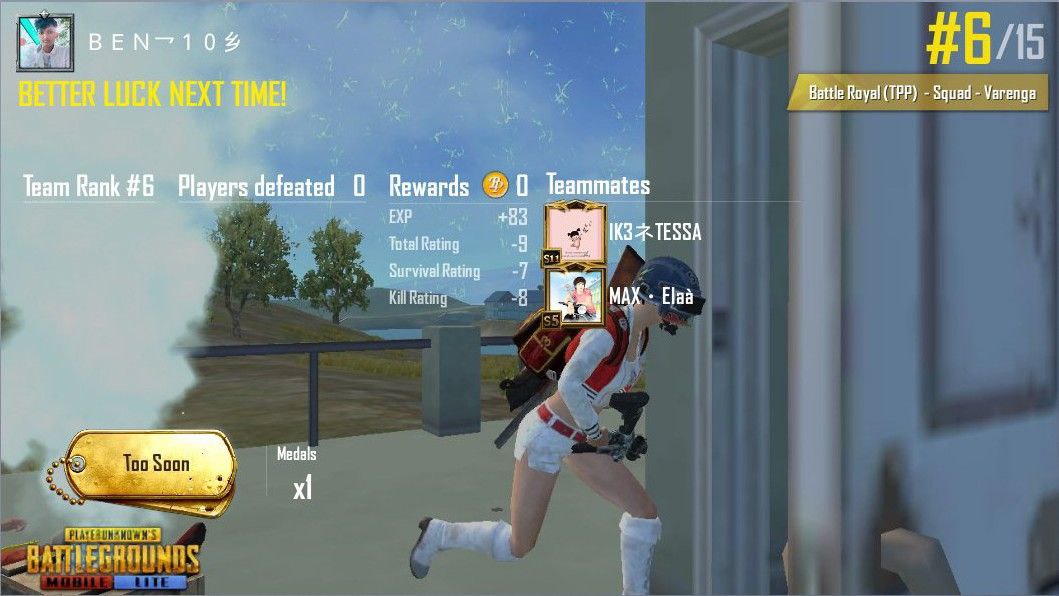 BEN乛10乡
#6/15
BETTER LUCK NEXT TIME!
Battle Royal (TPP) - Squad - Varenga
Team Rank #6 Players defeated 0 Rewards 0 Teammates
EXP +83
Total Rating -9
Survival Rating -7
Kill Rating -8
S11 IK3ネTESSA
S5 MAX・Elaà
Too Soon
Medals
x1
PLAYERUNKNOWN'S
BATTLEGROUNDS
MOBILE LITE